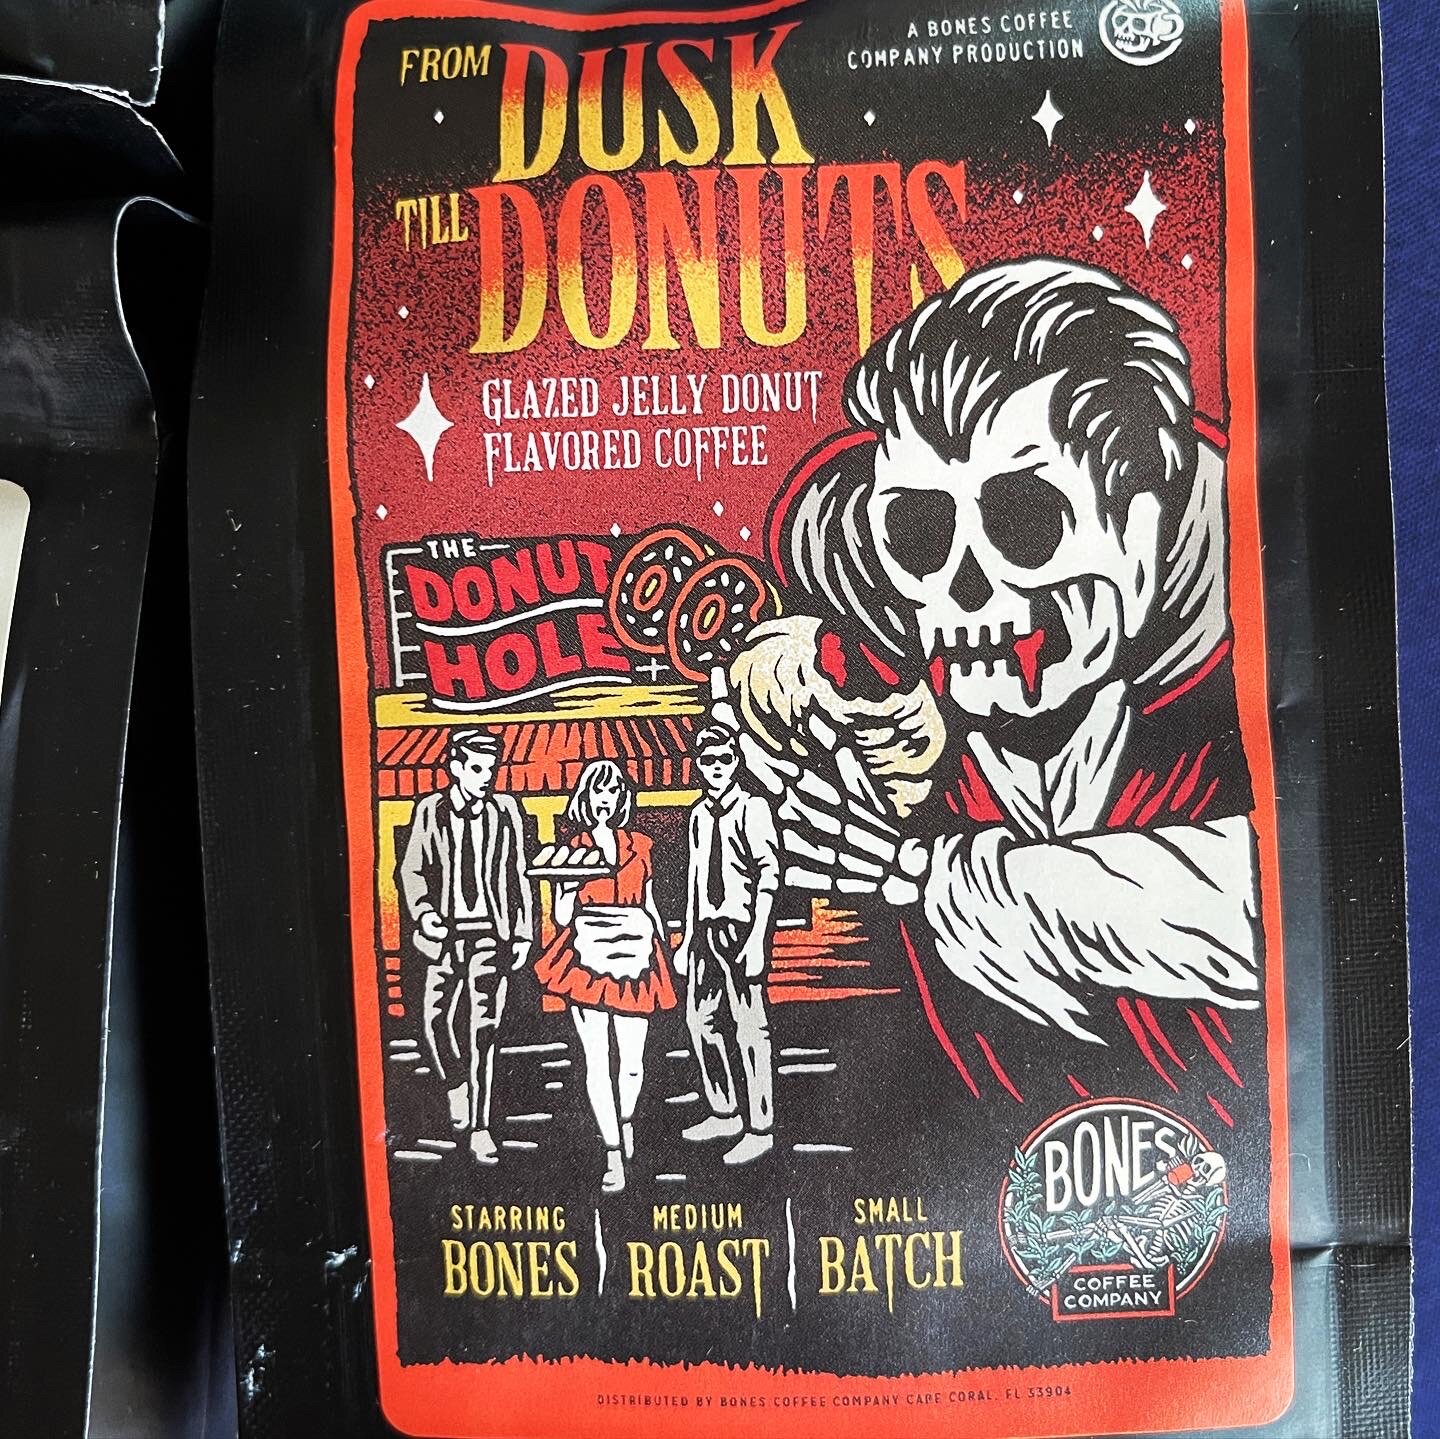 FROM DUSK
TILL DONUTS
A BONES COFFEE
COMPANY PRODUCTION
GLAZED JELLY DONUT
FLAVORED COFFEE
THE
DONUT
HOLE
STARRING
BONES
MEDIUM
ROAST
SMALL
BATCH
BONES
COFFEE
COMPANY
DISTRIBUTED BY BONES COFFEE COMPANY CAPE CORAL, FL 33904